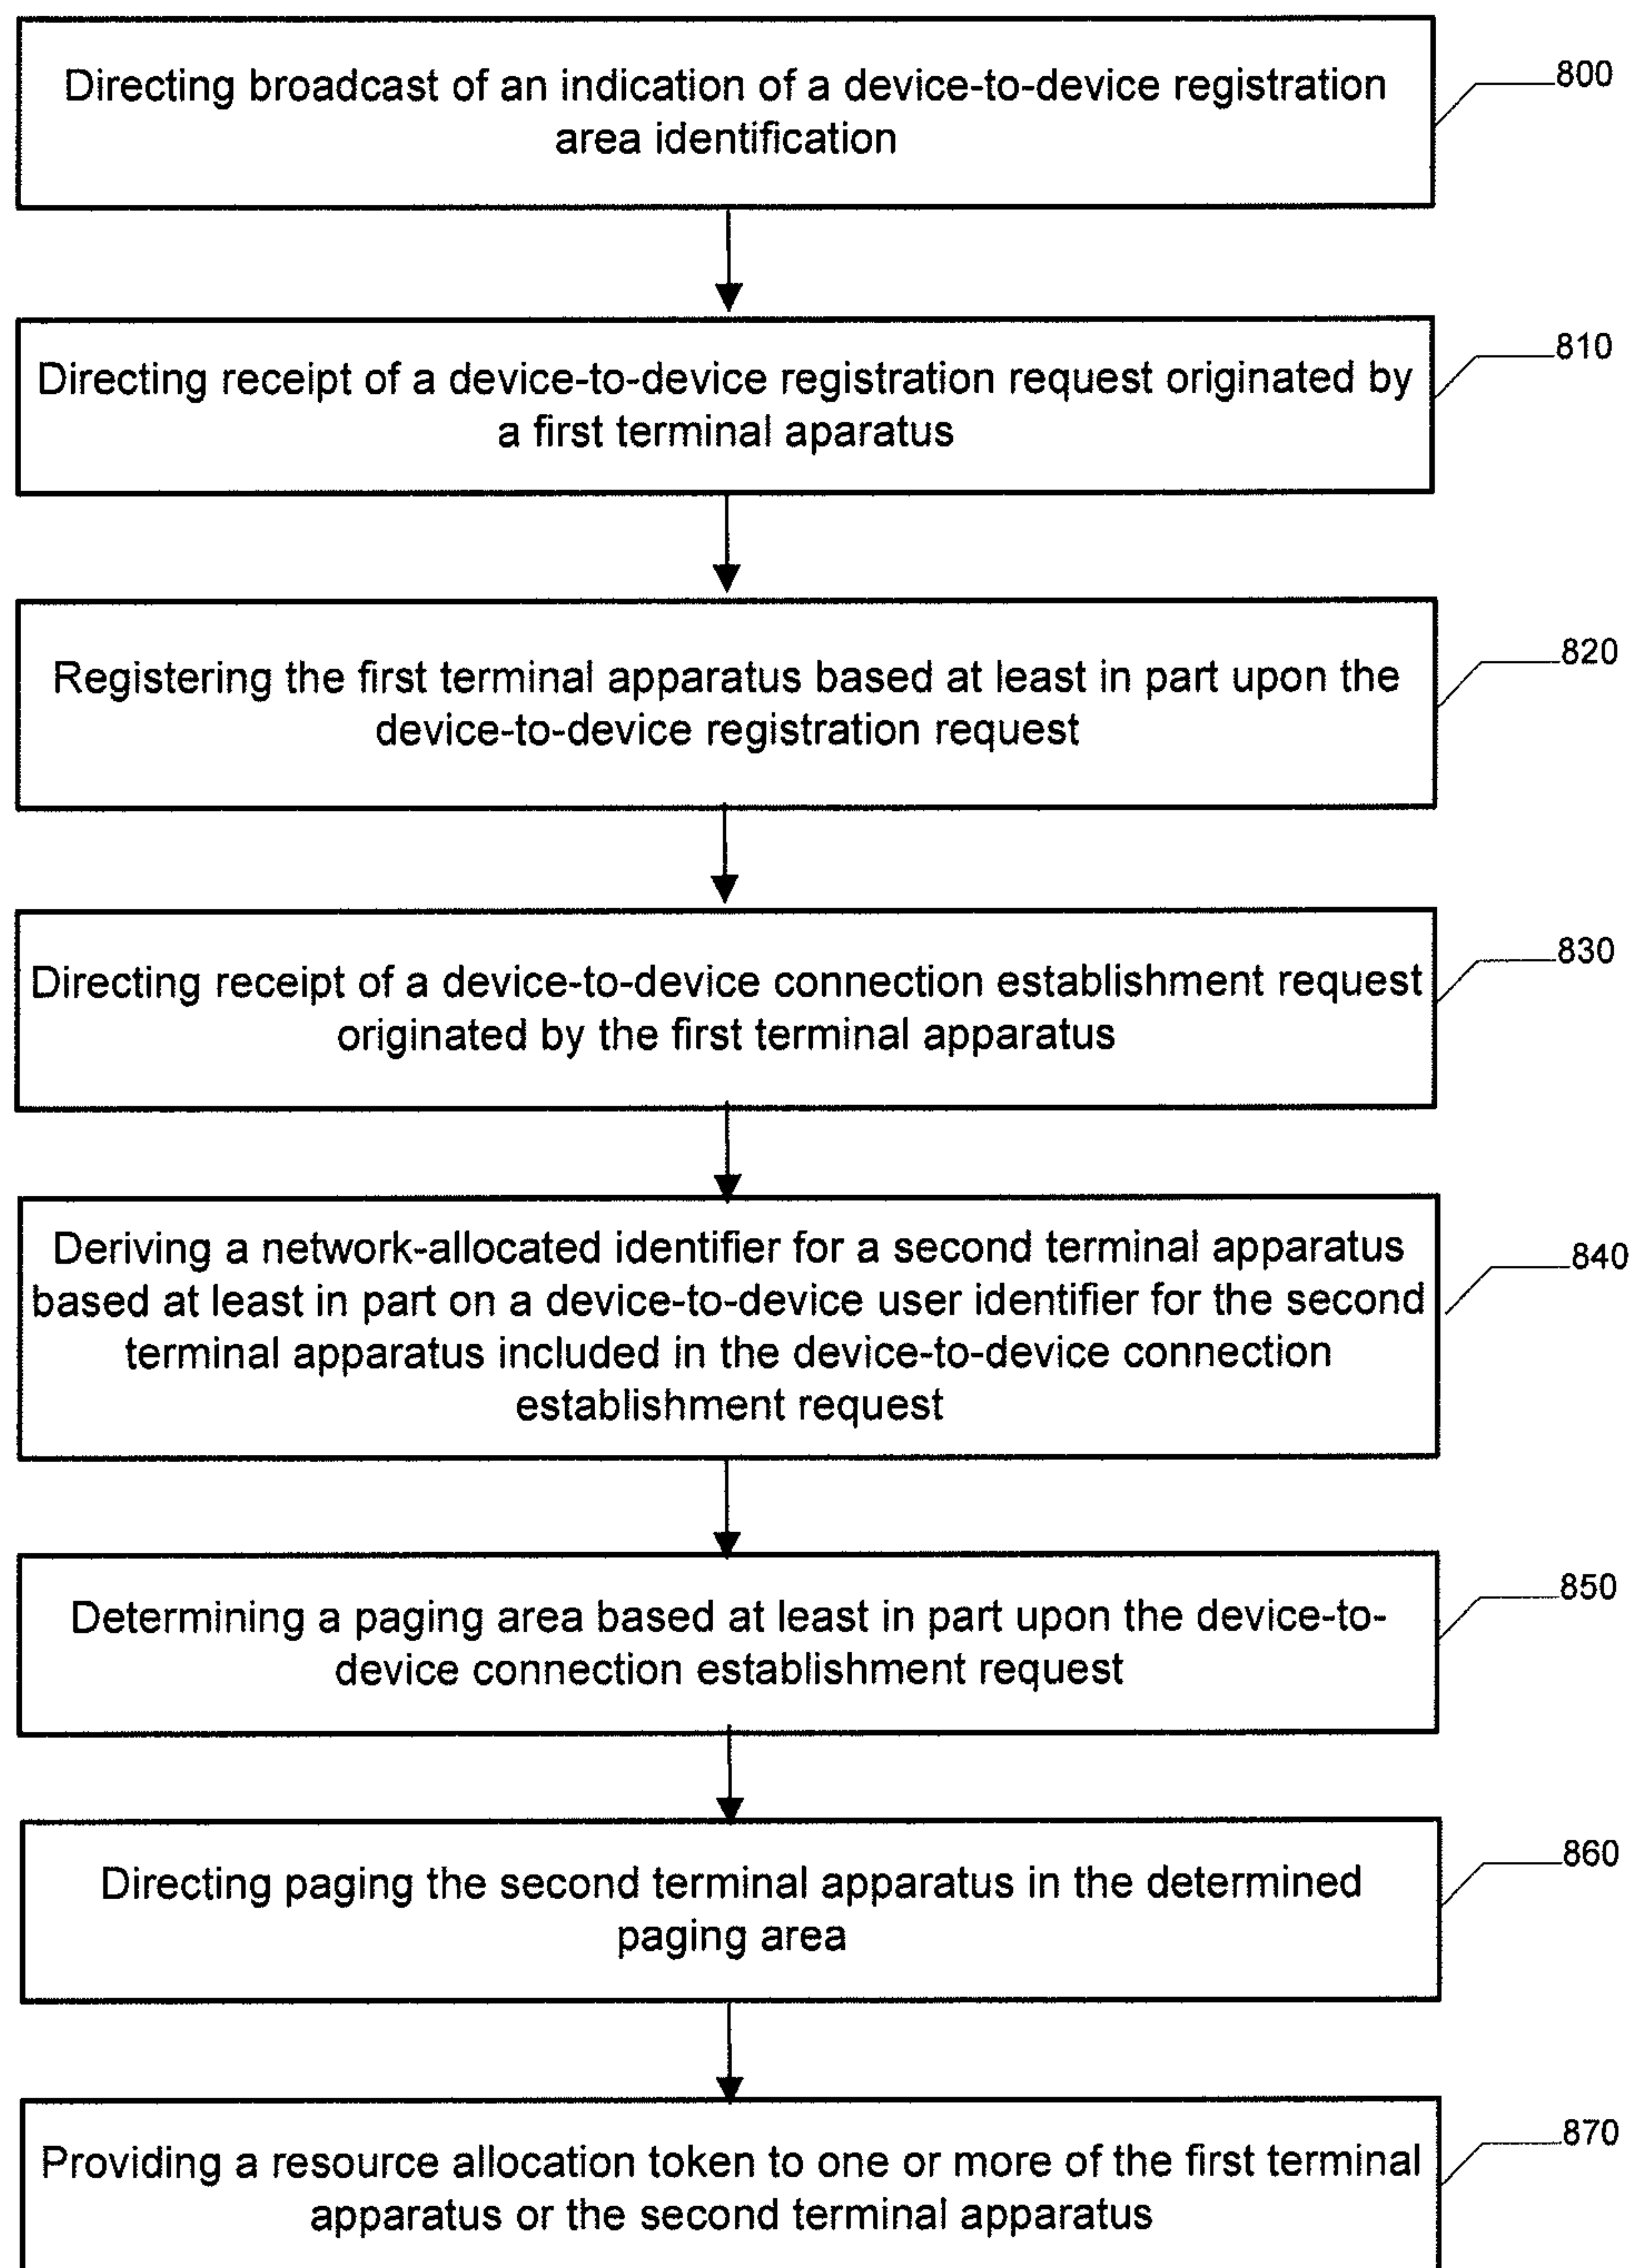 Directing broadcast of an indication of a device-to-device registration
area identification
800
Directing receipt of a device-to-device registration request originated by
a first terminal aparatus
810
Registering the first terminal apparatus based at least in part upon the
device-to-device registration request
820
Directing receipt of a device-to-device connection establishment request
originated by the first terminal apparatus
830
Deriving a network-allocated identifier for a second terminal apparatus
based at least in part on a device-to-device user identifier for the second
terminal apparatus included in the device-to-device connection
establishment request
840
Determining a paging area based at least in part upon the device-to-
device connection establishment request
850
Directing paging the second terminal apparatus in the determined
paging area
860
Providing a resource allocation token to one or more of the first terminal
apparatus or the second terminal apparatus
870